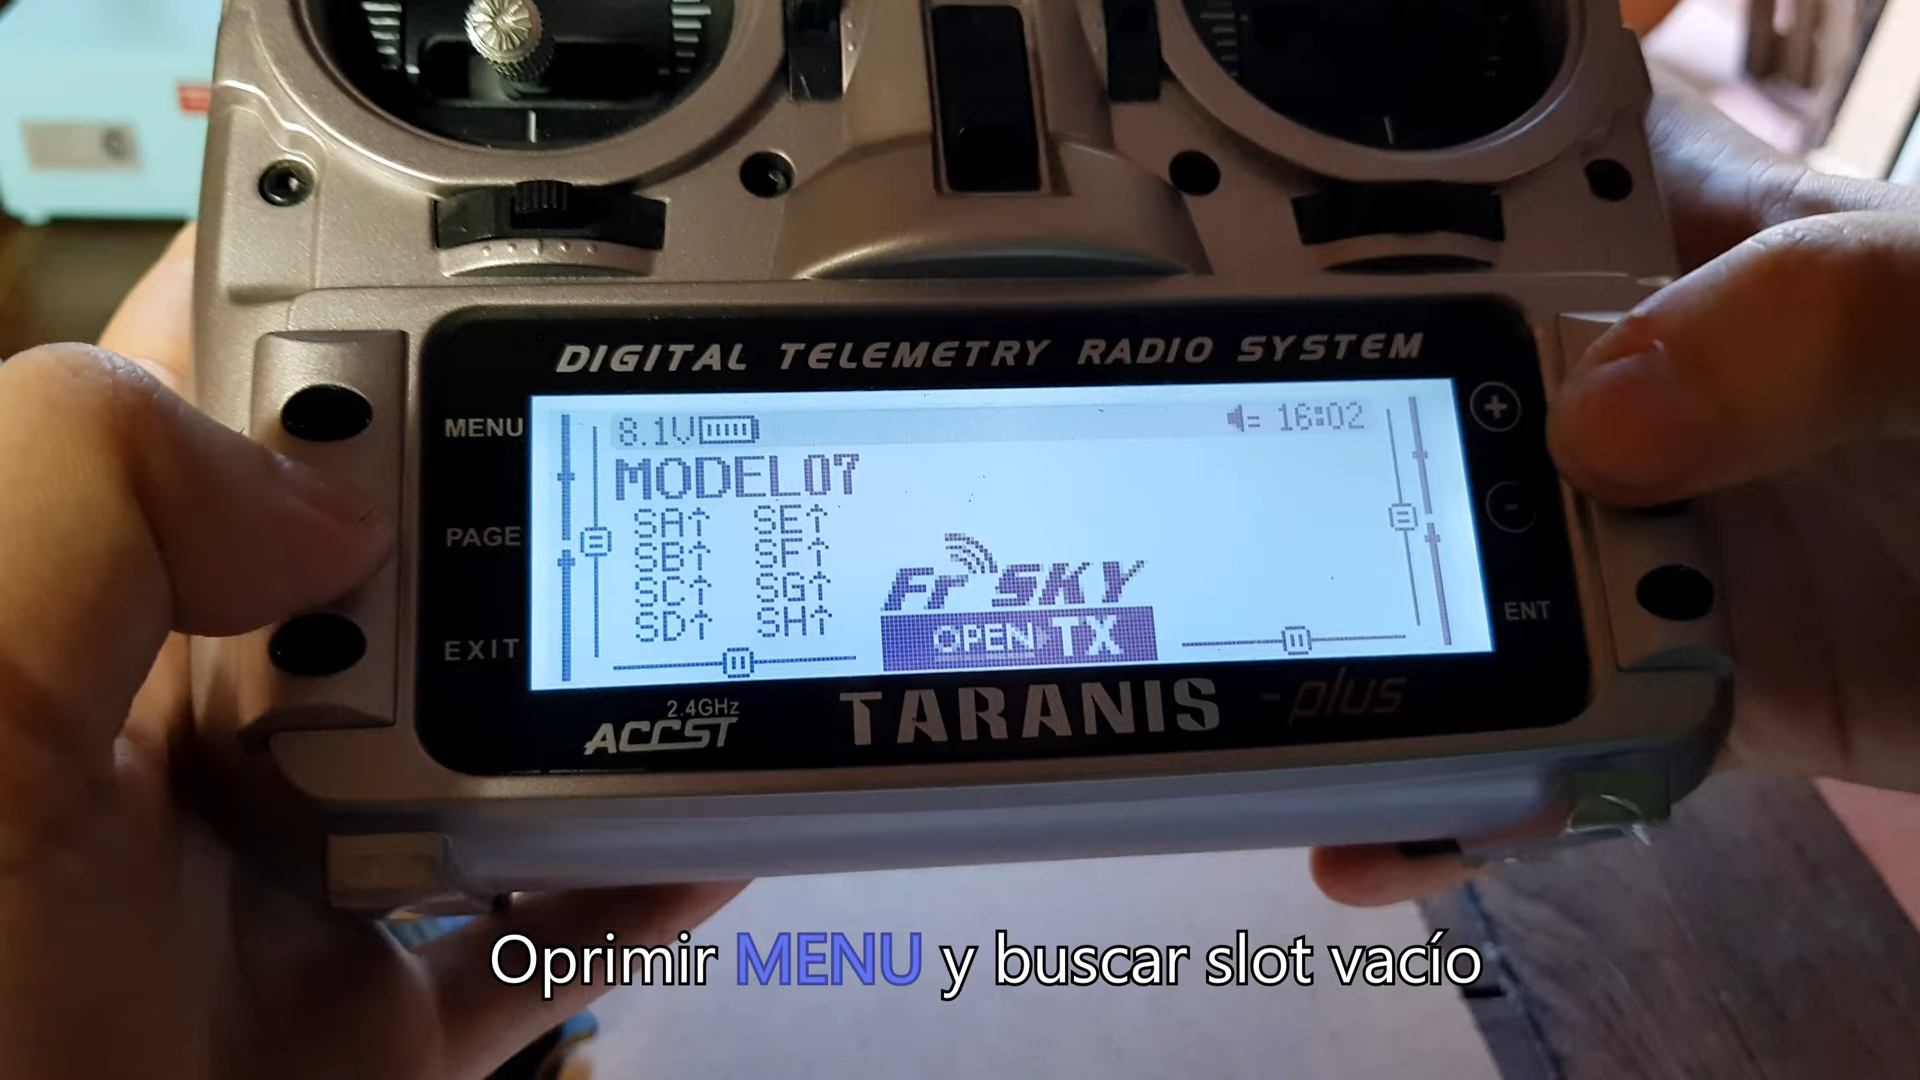 DIGITAL TELEMETRY RADIO SYSTEM
MENU
PAGE
EXIT
8.1V
16:02
MODEL07
SA↑ SE↑
SB↑ SF↑
SC↑ SG↑
SD↑ SH↑
FrSKY
OPEN TX
+
-
ENT
2.4GHz
ACCST
TARANIS -plus
Oprimir MENU y buscar slot vacío